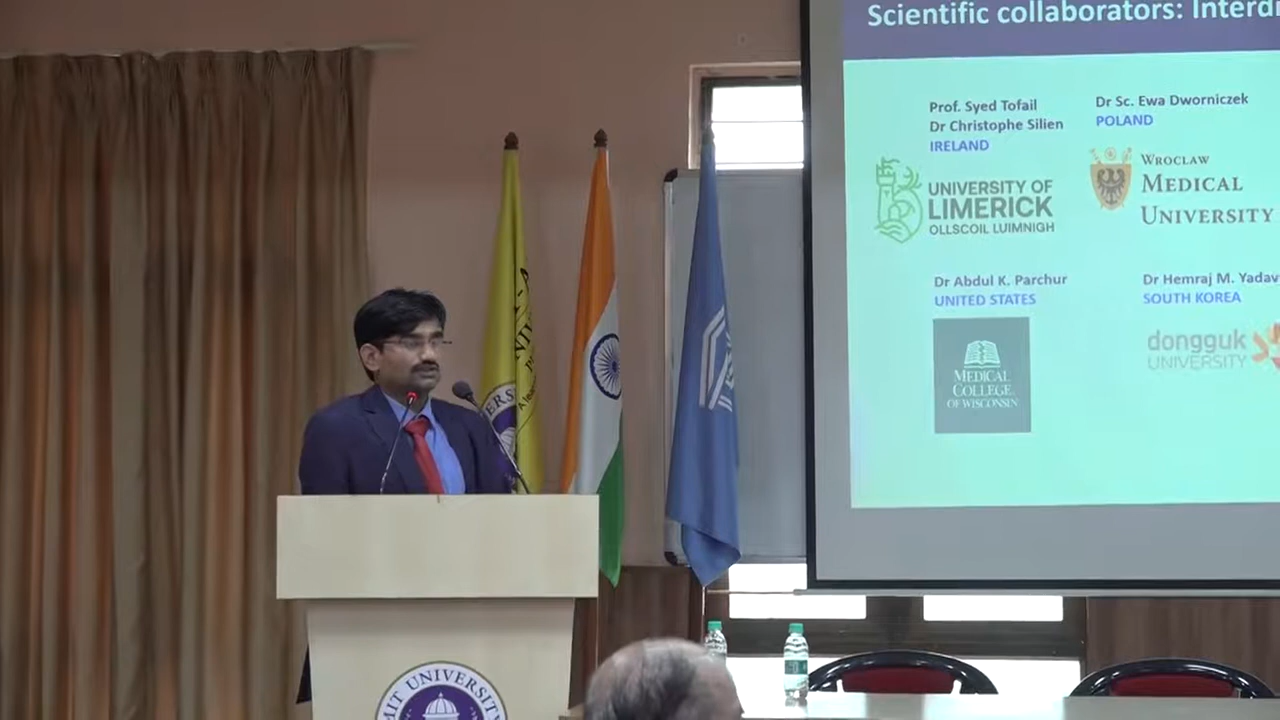 Scientific collaborators:
Prof. Syed Tofail
Dr Christophe Silien
IRELAND
UNIVERSITY OF
LIMERICK
OLLSCOIL LUIMNIGH
Dr Sc. Ewa Dworniczek
POLAND
WROCLAW
MEDICAL
UNIVERSITY
Dr Abdul K. Parchur
UNITED STATES
MEDICAL
COLLEGE
OF WISCONSIN
Dr Hemraj M. Yadav
SOUTH KOREA
dongguk
UNIVERSITY
MIT UNIVERSITY